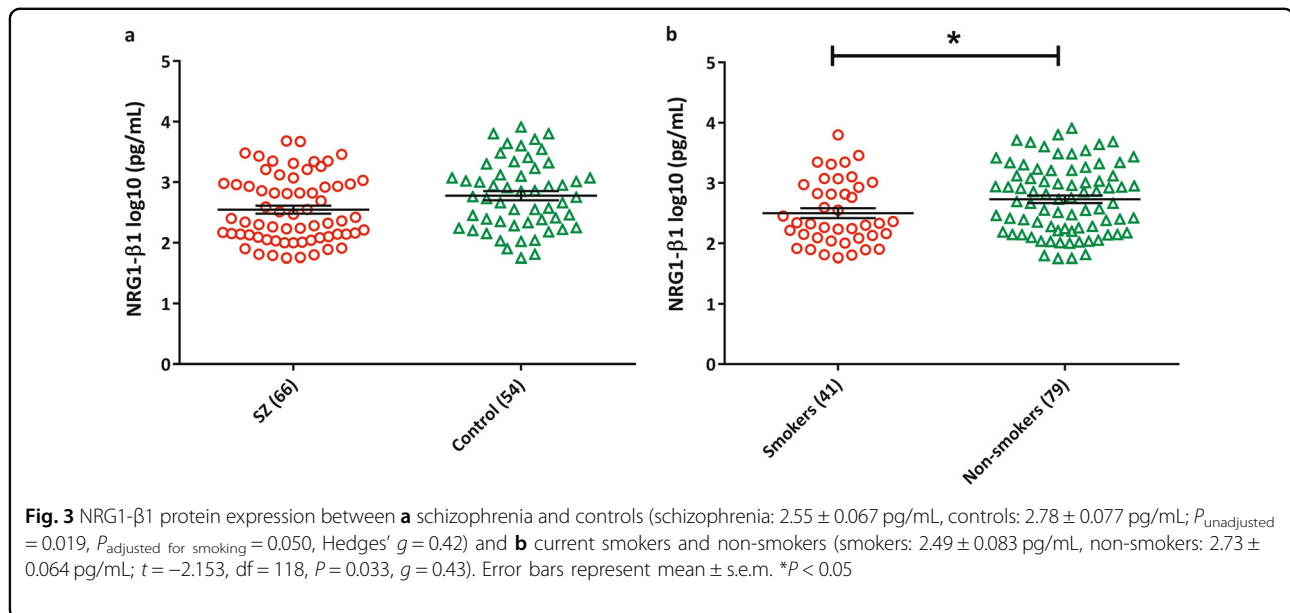 a
5
4
3
2
1
0
NRG1-β1 log10 (pg/mL)
SZ (66)
Control (54)
b
*
5
4
3
2
1
0
NRG1-β1 log10 (pg/mL)
Smokers (41)
Non-smokers (79)
Fig. 3 NRG1-β1 protein expression between a schizophrenia and controls (schizophrenia: 2.55 ± 0.067 pg/mL, controls: 2.78 ± 0.077 pg/mL; Punadjusted
= 0.019, Padjusted for smoking = 0.050, Hedges’ g = 0.42) and b current smokers and non-smokers (smokers: 2.49 ± 0.083 pg/mL, non-smokers: 2.73 ±
0.064 pg/mL; t = −2.153, df = 118, P = 0.033, g = 0.43). Error bars represent mean ± s.e.m. *P < 0.05